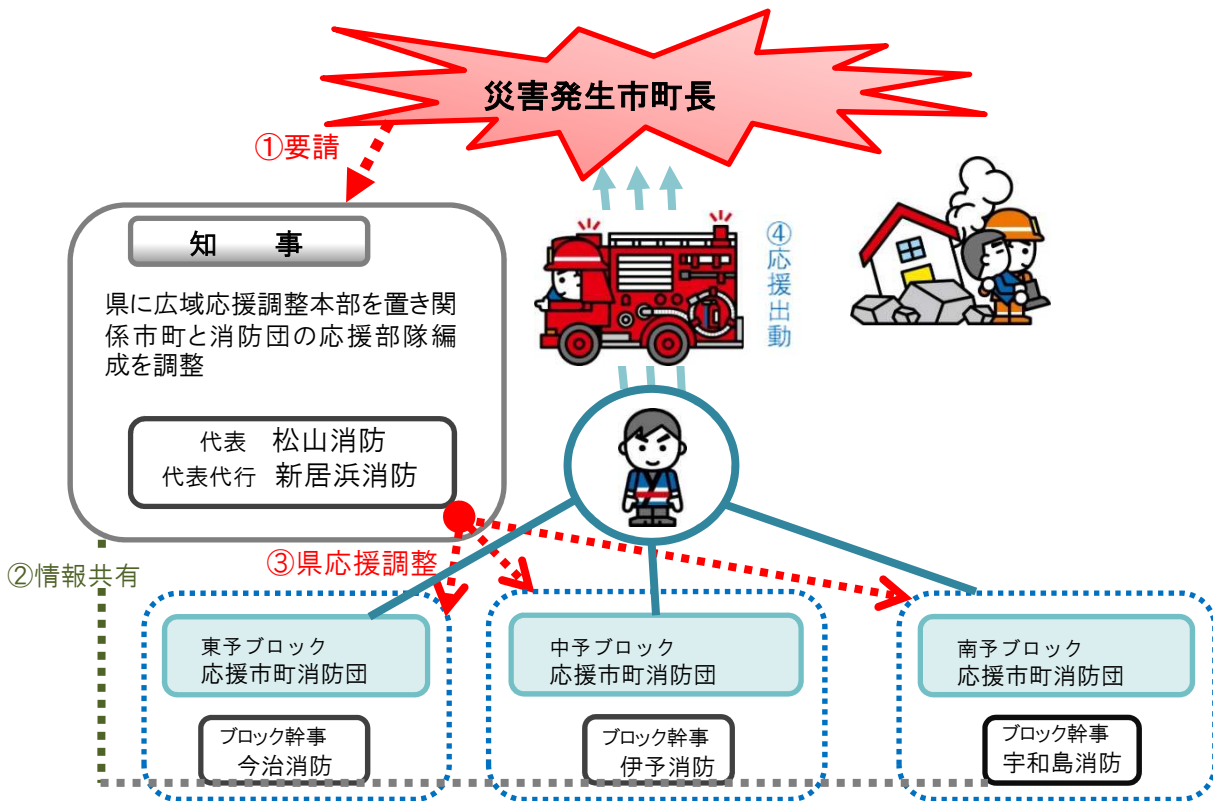 災害発生市町長
①要請
知　　事
県に広域応援調整本部を置き関
係市町と消防団の応援部隊編
成を調整
代表　松山消防
代表代行　新居浜消防
④応援出動
②情報共有
③県応援調整
東予ブロック
応援市町消防団
ブロック幹事
今治消防
中予ブロック
応援市町消防団
ブロック幹事
伊予消防
南予ブロック
応援市町消防団
ブロック幹事
宇和島消防